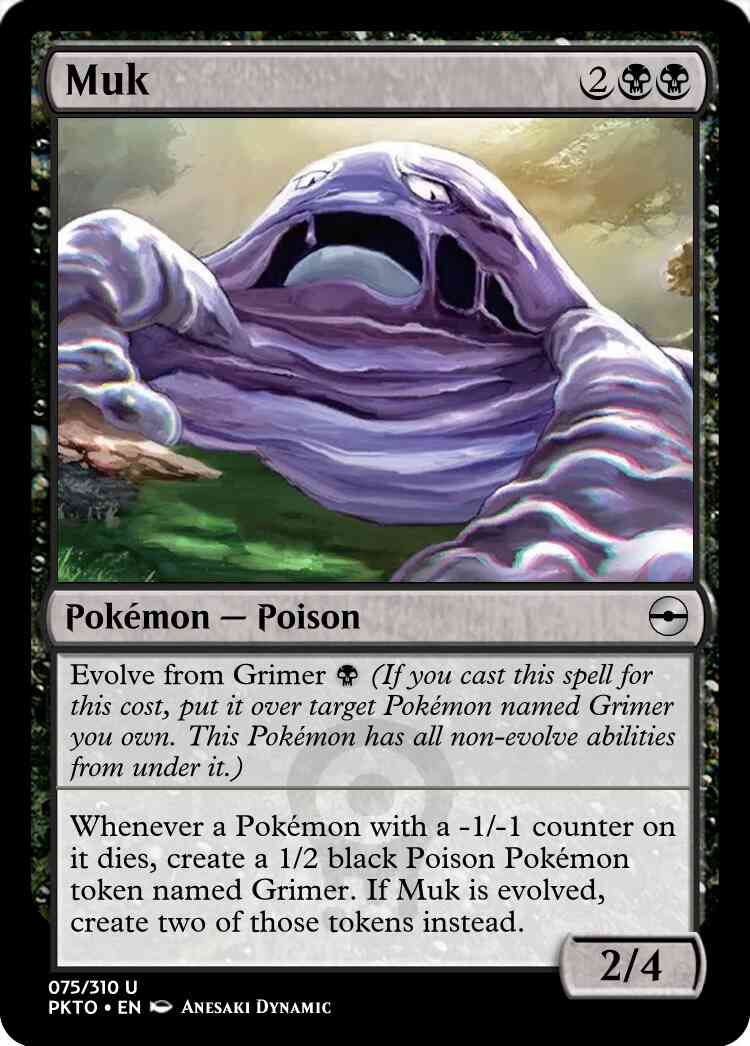 Muk 2
Pokémon — Poison
Evolve from Grimer (If you cast this spell for
this cost, put it over target Pokémon named Grimer
you own. This Pokémon has all non-evolve abilities
from under it.)
Whenever a Pokémon with a -1/-1 counter on
it dies, create a 1/2 black Poison Pokémon
token named Grimer. If Muk is evolved,
create two of those tokens instead.
2/4
075/310 U
PKTO • EN Anesaki Dynamic